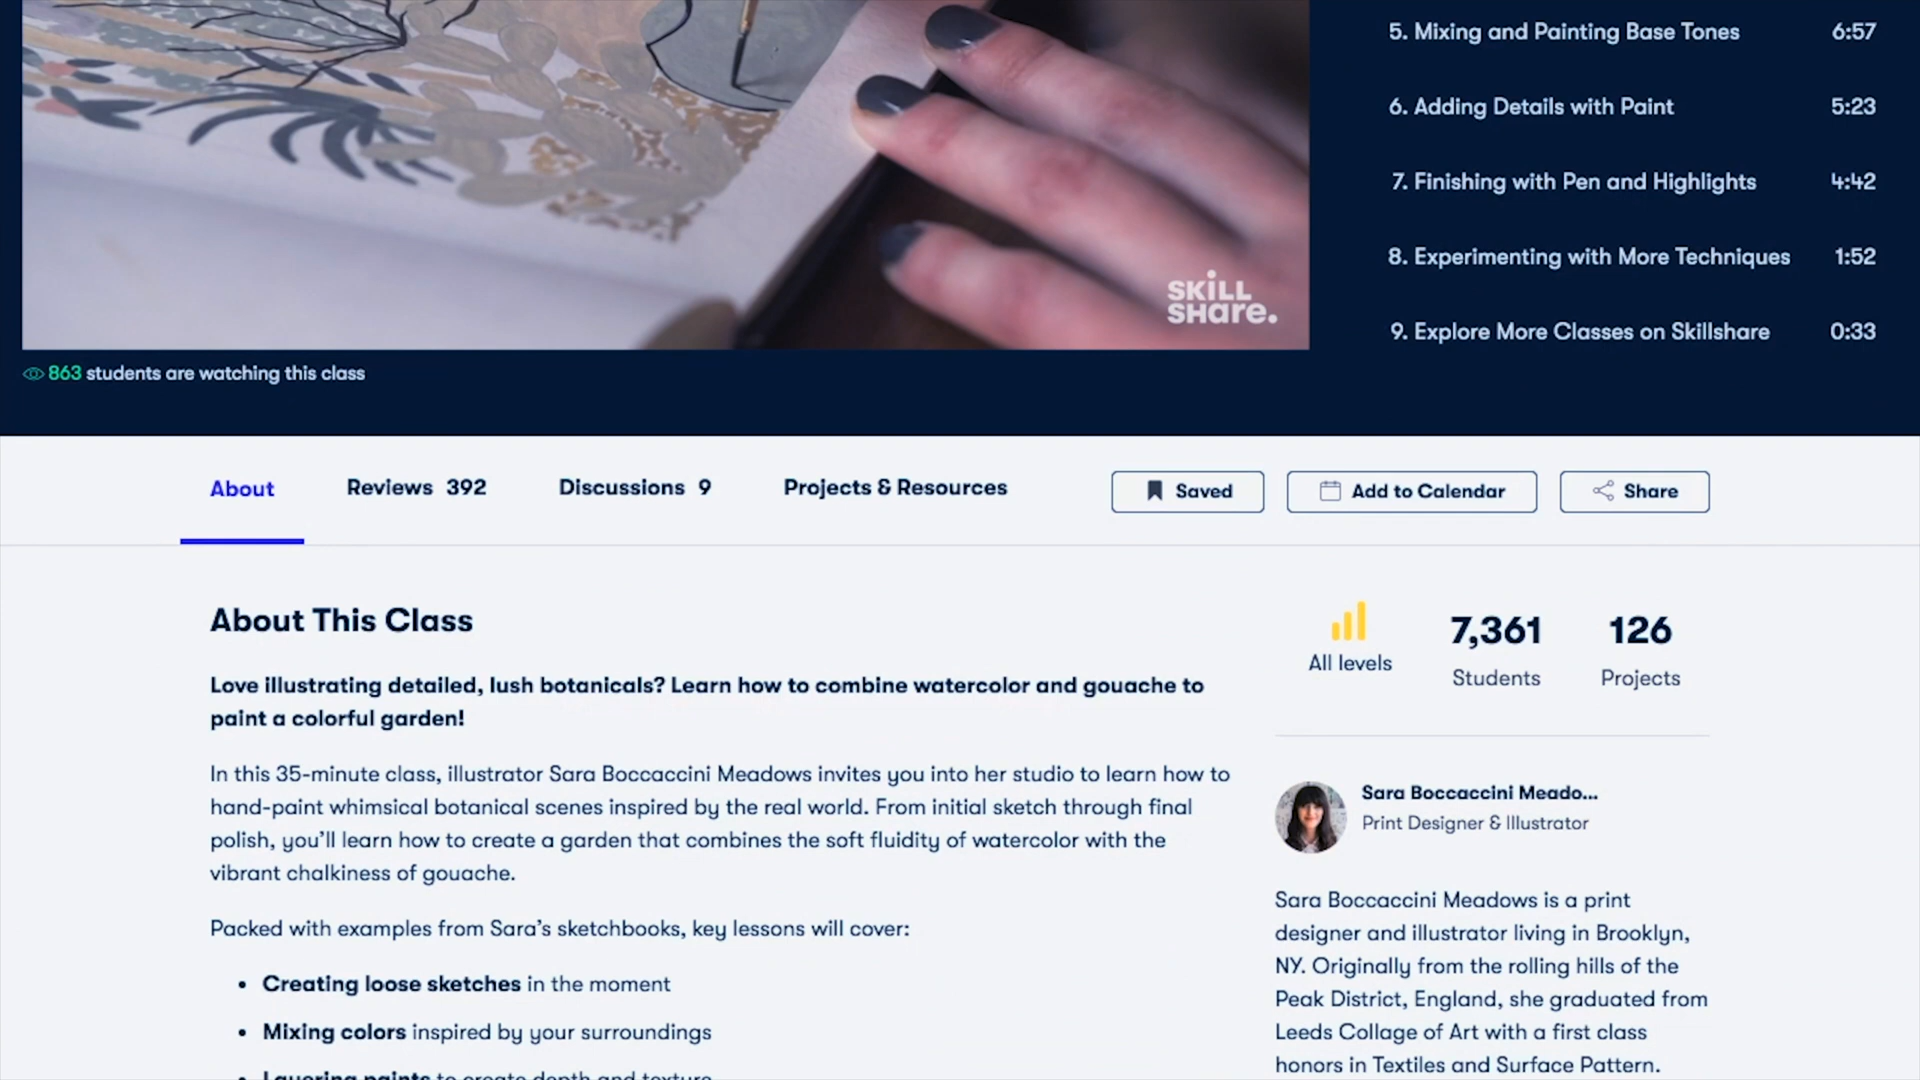 5. Mixing and Painting Base Tones 6:57
6. Adding Details with Paint 5:23
7. Finishing with Pen and Highlights 4:42
8. Experimenting with More Techniques 1:52
9. Explore More Classes on Skillshare 0:33
SKiLL
SHare.
863 students are watching this class
About Reviews 392 Discussions 9 Projects & Resources Saved Add to Calendar Share
About This Class
Love illustrating detailed, lush botanicals? Learn how to combine watercolor and gouache to
paint a colorful garden!
In this 35-minute class, illustrator Sara Boccaccini Meadows invites you into her studio to learn how to
hand-paint whimsical botanical scenes inspired by the real world. From initial sketch through final
polish, you'll learn how to create a garden that combines the soft fluidity of watercolor with the
vibrant chalkiness of gouache.
Packed with examples from Sara's sketchbooks, key lessons will cover:
• Creating loose sketches in the moment
• Mixing colors inspired by your surroundings
• Layering paints to create depth and texture
All levels
7,361
Students
126
Projects
Sara Boccaccini Meado...
Print Designer & Illustrator
Sara Boccaccini Meadows is a print
designer and illustrator living in Brooklyn,
NY. Originally from the rolling hills of the
Peak District, England, she graduated from
Leeds Collage of Art with a first class
honors in Textiles and Surface Pattern.